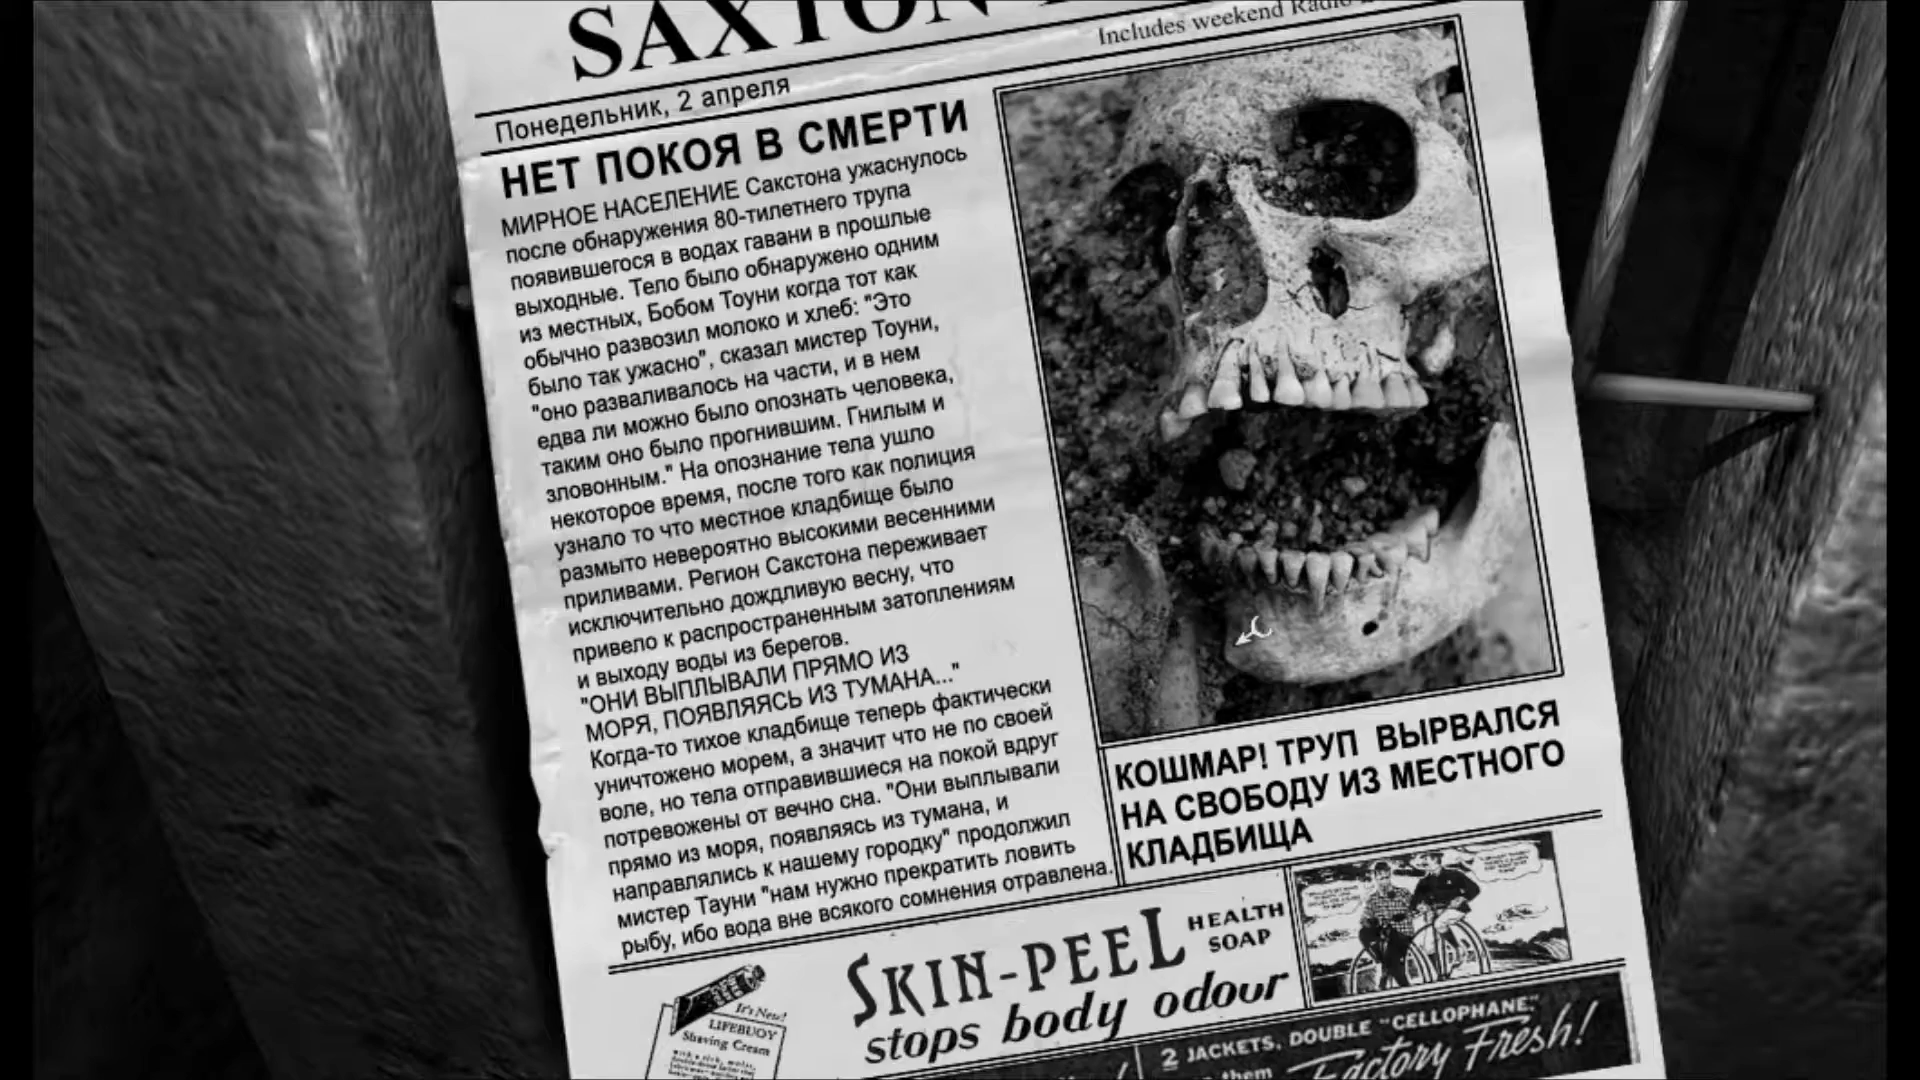 SAXTON
Includes weekend Radio
Понедельник, 2 апреля
НЕТ ПОКОЯ В СМЕРТИ
МИРНОЕ НАСЕЛЕНИЕ Сакстона ужаснулось
после обнаружения 80-тилетнего трупа
появившегося в водах гавани в прошлые
выходные. Тело было обнаружено одним
из местных, Бобом Тоуни когда тот как
обычно развозил молоко и хлеб: "Это
было так ужасно", сказал мистер Тоуни,
"оно разваливалось на части, и в нем
едва ли можно было опознать человека,
таким оно было прогнившим. Гнилым и
зловонным." На опознание тела ушло
некоторое время, после того как полиция
узнало то что местное кладбище было
размыто невероятно высокими весенними
приливами. Регион Сакстона переживает
исключительно дождливую весну, что
привело к распространенным затоплениям
и выходу воды из берегов.
"ОНИ ВЫПЛЫВАЛИ ПРЯМО ИЗ
МОРЯ, ПОЯВЛЯЯСЬ ИЗ ТУМАНА..."
Когда-то тихое кладбище теперь фактически
уничтожено морем, а значит что не по своей
воле, но тела отправившиеся на покой вдруг
потревожены от вечно сна. "Они выплывали
прямо из моря, появляясь из тумана, и
направлялись к нашему городку" продолжил
мистер Тауни "нам нужно прекратить ловить
рыбу, ибо вода вне всякого сомнения отравлена.
КОШМАР! ТРУП ВЫРВАЛСЯ
НА СВОБОДУ ИЗ МЕСТНОГО
КЛАДБИЩА
SKIN-PEEL HEALTH
SOAP
stops body odour
It's New!
LIFEBUOY
Shaving Cream
2 JACKETS, DOUBLE "CELLOPHANE."
them Factory Fresh!